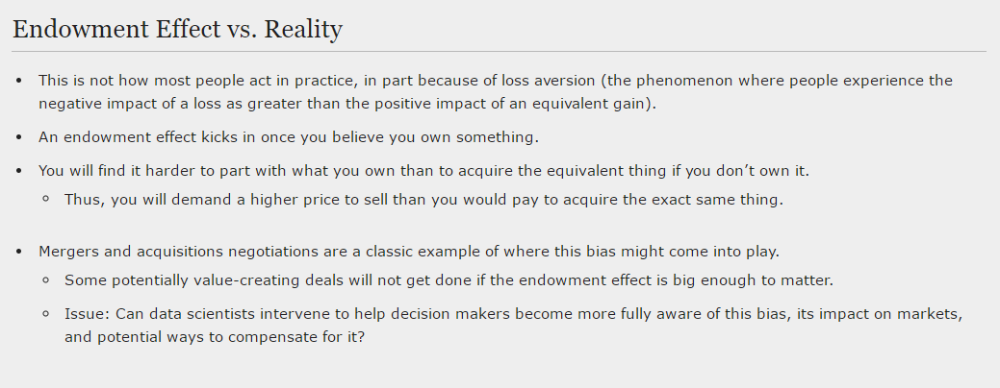 Endowment Effect vs. Reality
• This is not how most people act in practice, in part because of loss aversion (the phenomenon where people experience the
negative impact of a loss as greater than the positive impact of an equivalent gain).
• An endowment effect kicks in once you believe you own something.
• You will find it harder to part with what you own than to acquire the equivalent thing if you don’t own it.
◦ Thus, you will demand a higher price to sell than you would pay to acquire the exact same thing.
• Mergers and acquisitions negotiations are a classic example of where this bias might come into play.
◦ Some potentially value-creating deals will not get done if the endowment effect is big enough to matter.
◦ Issue: Can data scientists intervene to help decision makers become more fully aware of this bias, its impact on markets,
and potential ways to compensate for it?